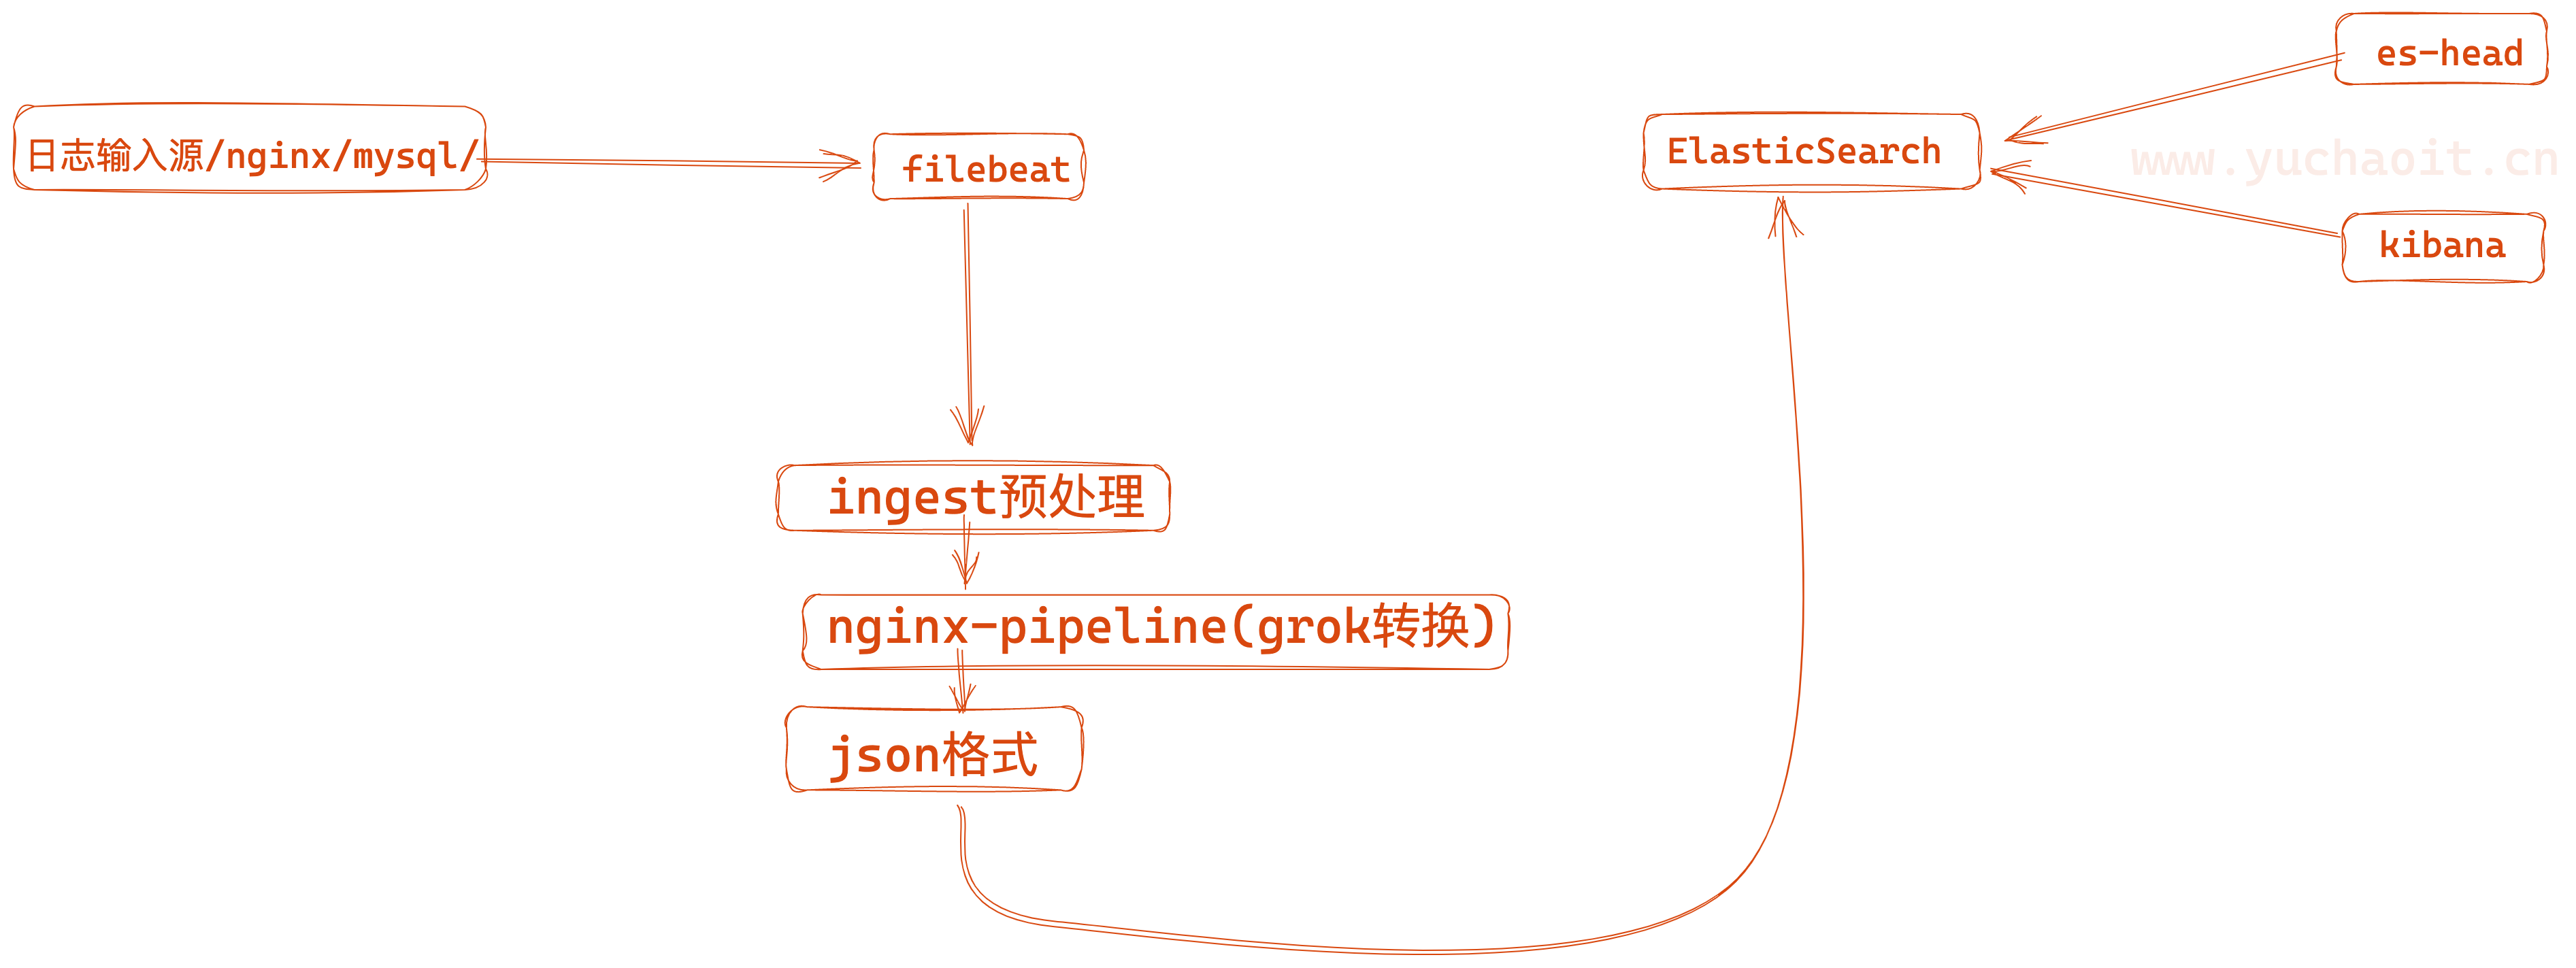 es-head
日志输入源/nginx/mysql/
filebeat
ElasticSearch
www.yuchaoit.cn
kibana
ingest预处理
nginx-pipeline(grok转换)
json格式